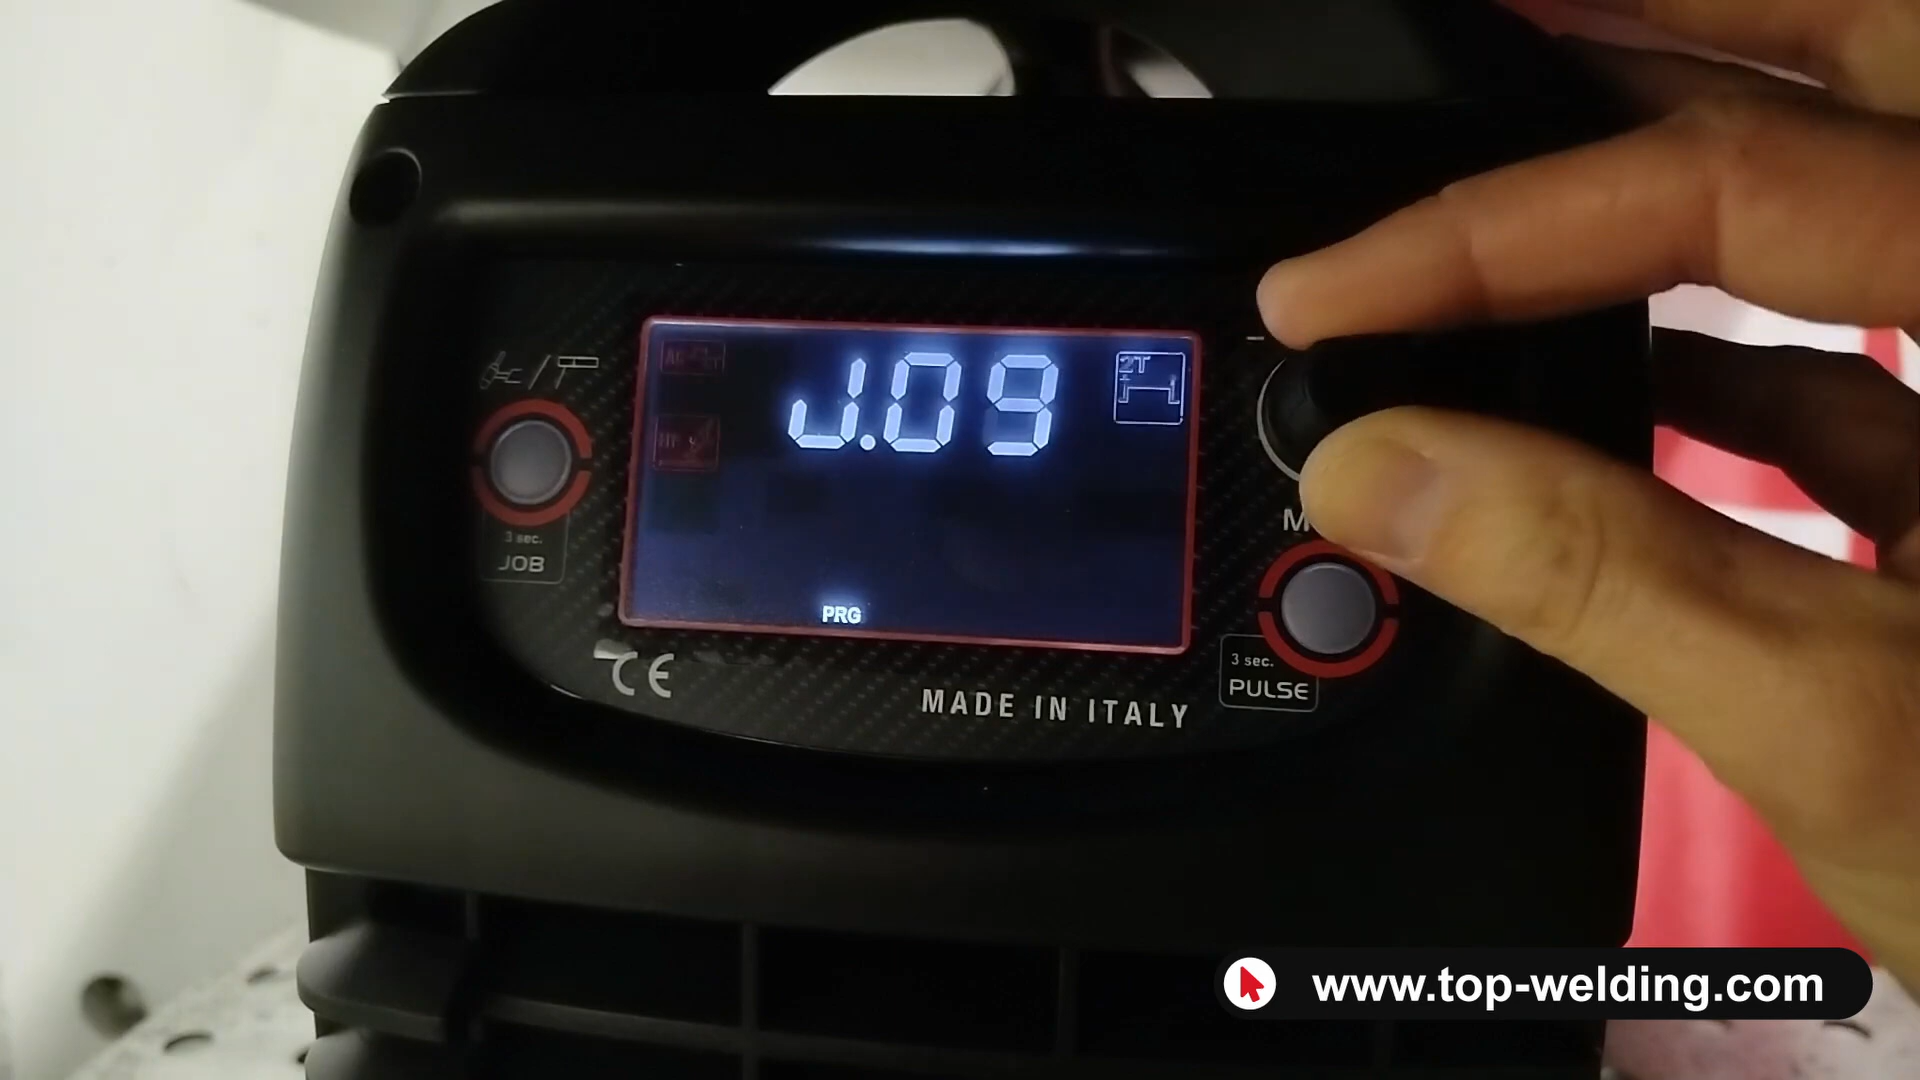 J.09
2T
3 sec.
JOB
PRG
CE
MADE IN ITALY
3 sec.
PULSE
www.top-welding.com